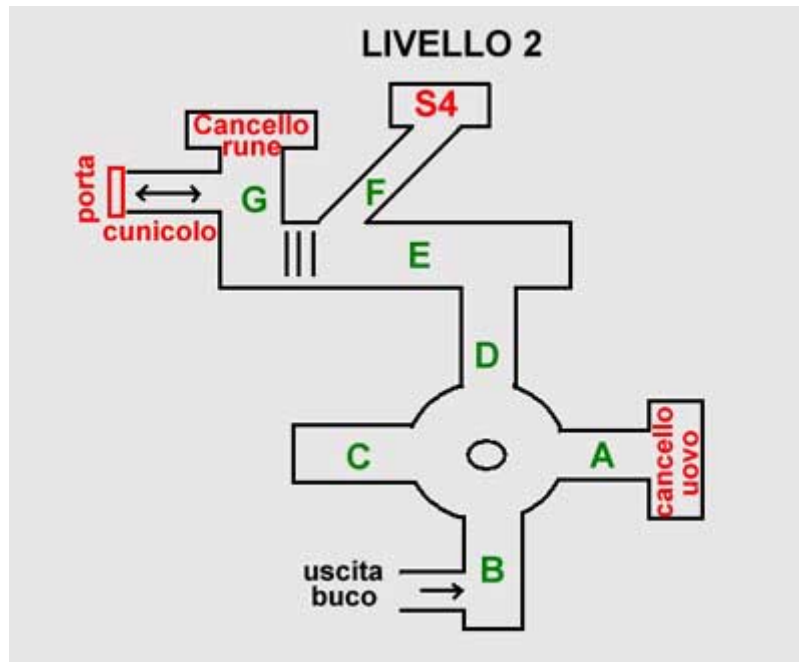 LIVELLO 2
S4
Cancello
rune
porta
G
F
cunicolo
E
D
C
A
cancello
uovo
uscita
buco
B